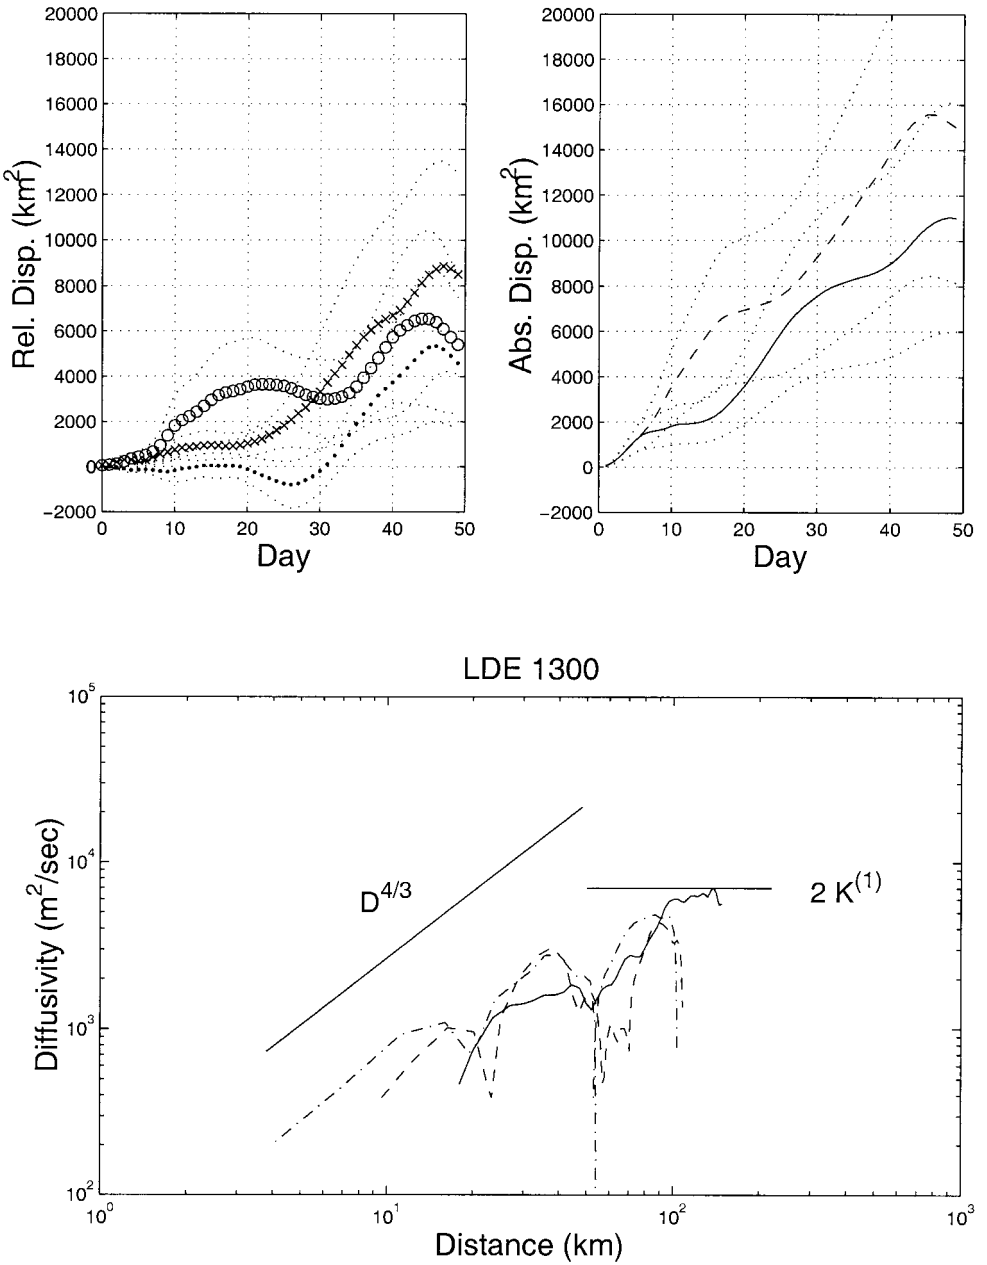 20000
18000
16000
14000
12000
10000
8000
6000
4000
2000
0
−2000
0 10 20 30 40 50
Day
Rel. Disp. (km²)
20000
18000
16000
14000
12000
10000
8000
6000
4000
2000
0
−2000
0 10 20 30 40 50
Day
Abs. Disp. (km²)
LDE 1300
10⁵
10⁴
10³
10²
Diffusivity (m²/sec)
D⁴/³
2 K⁽¹⁾
10⁰ 10¹ 10² 10³
Distance (km)